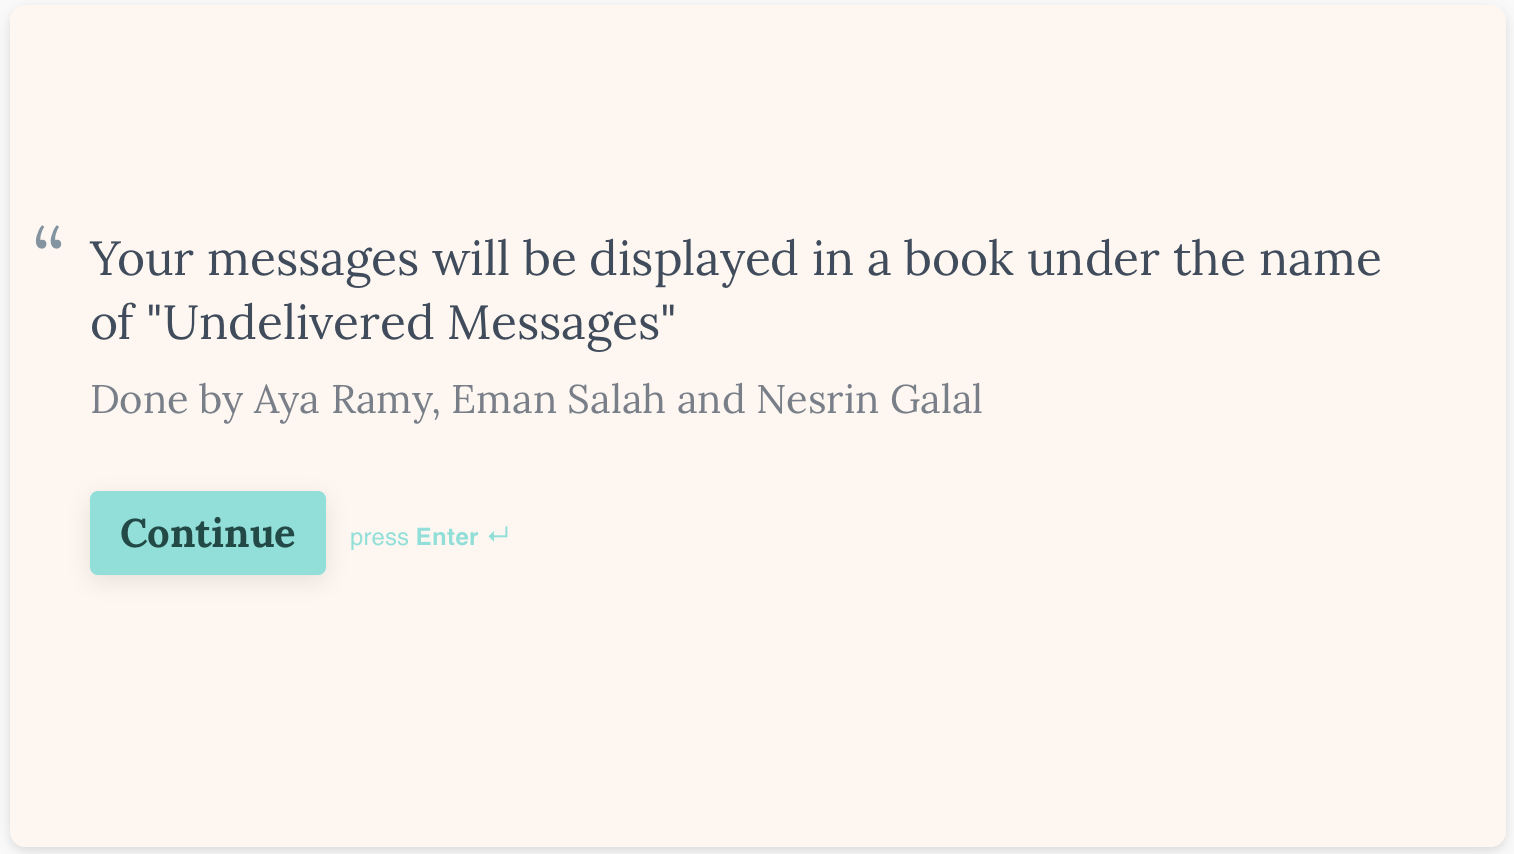 “ Your messages will be displayed in a book under the name
of "Undelivered Messages"
Done by Aya Ramy, Eman Salah and Nesrin Galal
Continue press Enter ↵